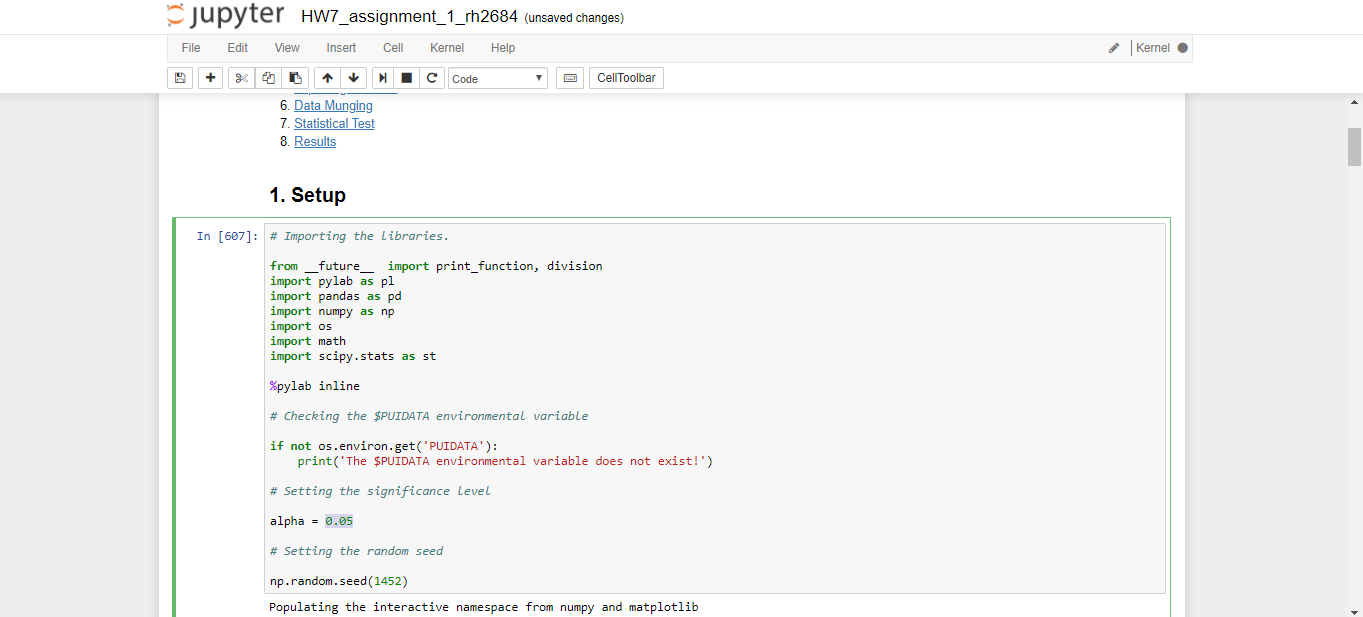 jupyter HW7_assignment_1_rh2684 (unsaved changes)
File Edit View Insert Cell Kernel Help Kernel
Code CellToolbar
6. Data Munging
7. Statistical Test
8. Results
1. Setup
In [607]: # Importing the libraries.
from __future__  import print_function, division
import pylab as pl
import pandas as pd
import numpy as np
import os
import math
import scipy.stats as st
%pylab inline
# Checking the $PUIDATA environmental variable
if not os.environ.get('PUIDATA'):
    print('The $PUIDATA environmental variable does not exist!')
# Setting the significance level
alpha = 0.05
# Setting the random seed
np.random.seed(1452)
Populating the interactive namespace from numpy and matplotlib